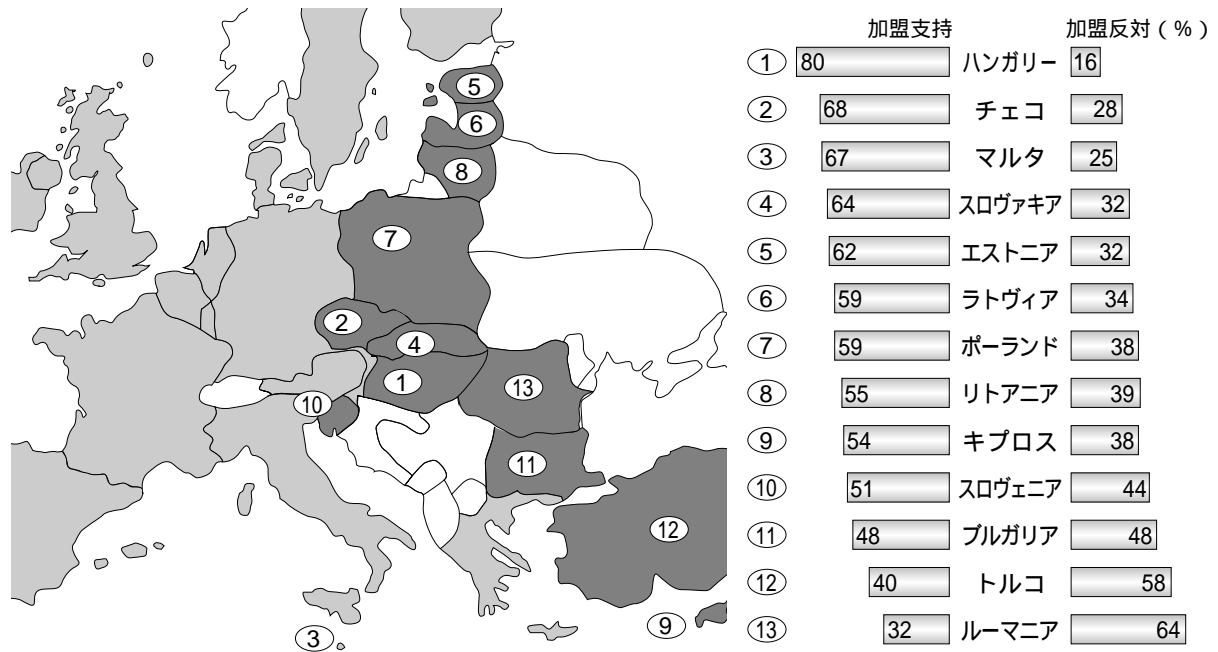 加盟支持 加盟反対(%)
① 80 ハンガリー 16
② 68 チェコ 28
③ 67 マルタ 25
④ 64 スロヴァキア 32
⑤ 62 エストニア 32
⑥ 59 ラトヴィア 34
⑦ 59 ポーランド 38
⑧ 55 リトアニア 39
⑨ 54 キプロス 38
⑩ 51 スロヴェニア 44
⑪ 48 ブルガリア 48
⑫ 40 トルコ 58
⑬ 32 ルーマニア 64
⑤
⑥
⑧
⑦
②
④
①
⑬
⑩
⑪
⑫
⑨
③